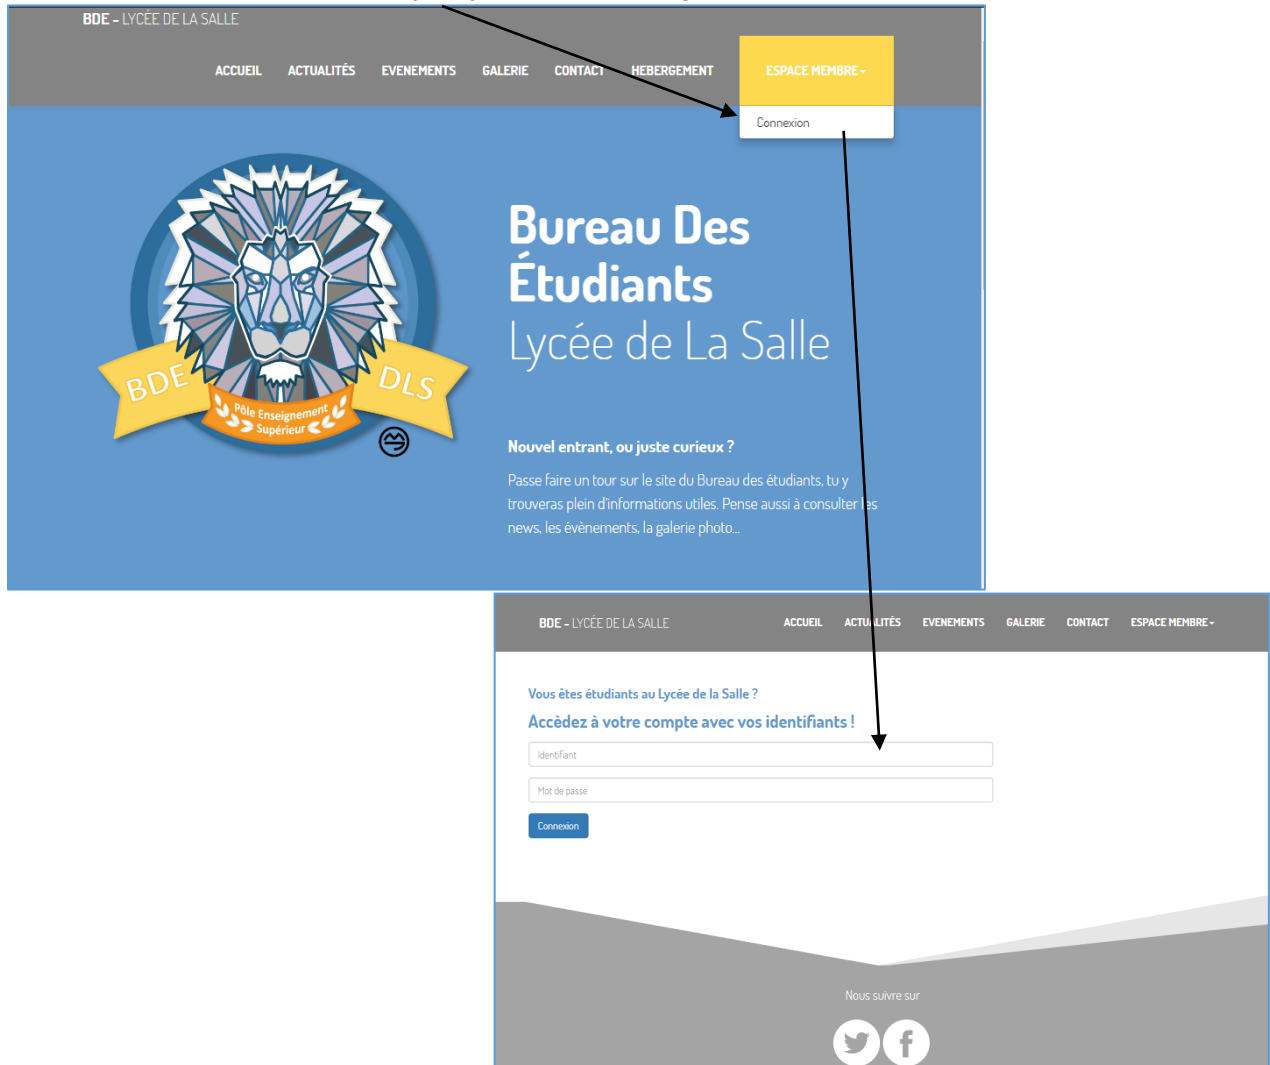 BDE - LYCÉE DE LA SALLE
ACCUEIL ACTUALITÉS EVENEMENTS GALERIE CONTACT HEBERGEMENT ESPACE MEMBRE
Connexion
Bureau Des
Étudiants
Lycée de La Salle
BDE
DLS
Pôle Enseignement
Supérieur
Nouvel entrant, ou juste curieux ?
Passe faire un tour sur le site du Bureau des étudiants, tu y
trouveras plein d'informations utiles. Pense aussi à consulter les
news, les évènements, la galerie photo...
BDE - LYCÉE DE LA SALLE ACCUEIL ACTUALITÉS EVENEMENTS GALERIE CONTACT ESPACE MEMBRE
Vous êtes étudiants au Lycée de la Salle ?
Accèdez à votre compte avec vos identifiants !
Identifiant
Mot de passe
Connexion
Nous suivre sur